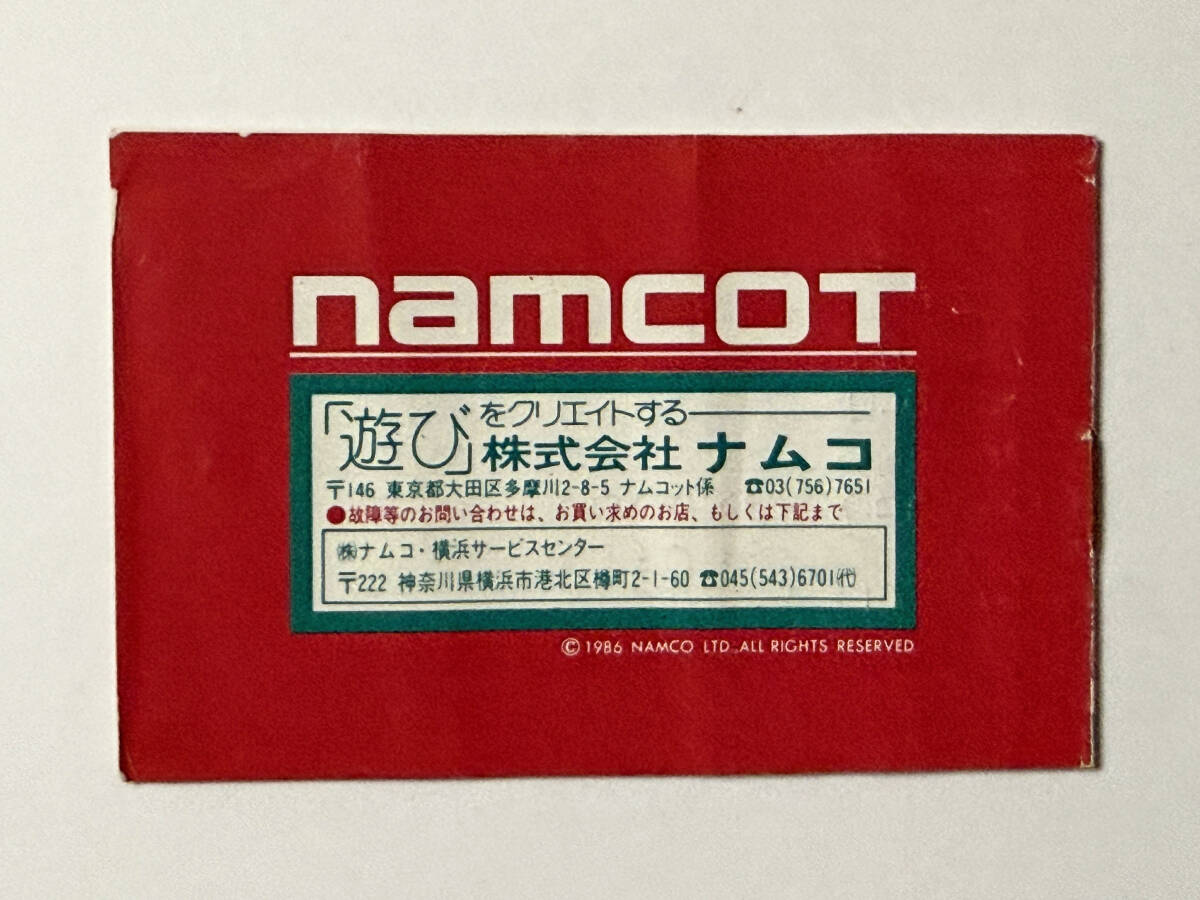 namcot
「遊び」をクリエイトする
株式会社 ナムコ
〒146 東京都大田区多摩川2-8-5 ナムコット係 ☎03(756)7651
●故障等のお問い合わせは、お買い求めのお店、もしくは下記まで
㈱ナムコ・横浜サービスセンター
〒222 神奈川県横浜市港北区樽町2-1-60 ☎045(543)6701㈹
©1986 NAMCO LTD. ALL RIGHTS RESERVED